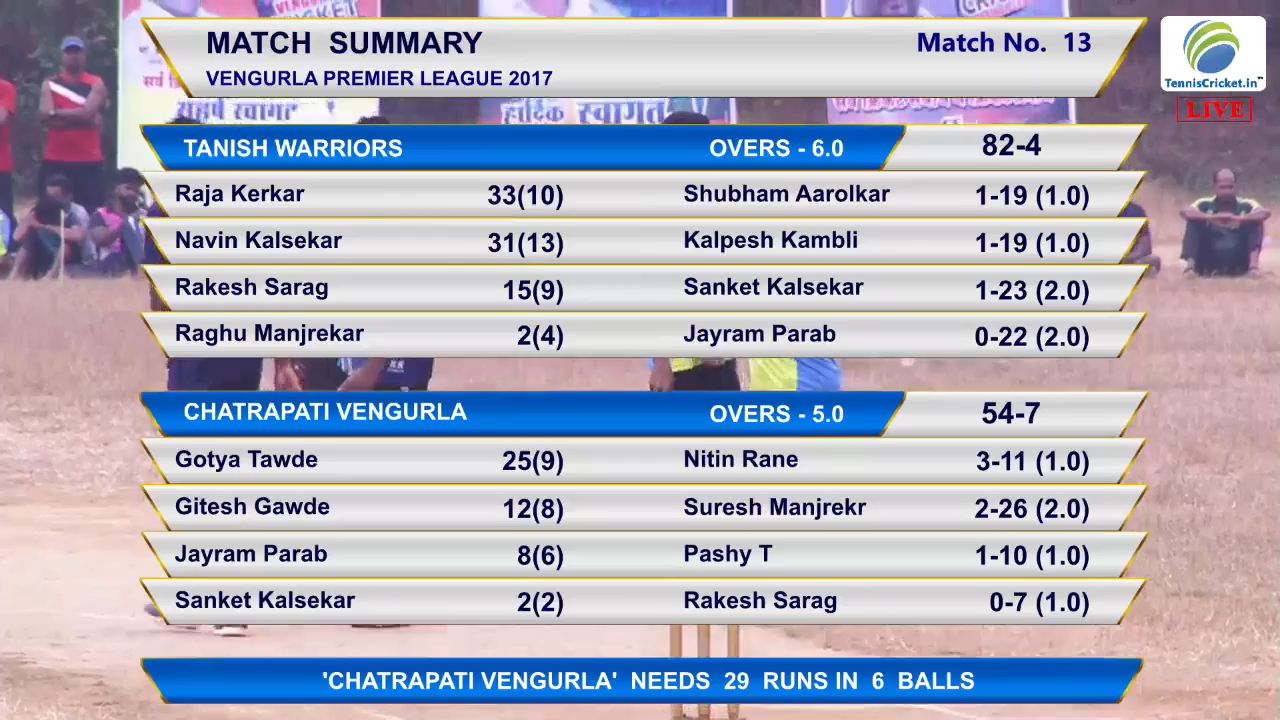 MATCH SUMMARY
Match No. 13
VENGURLA PREMIER LEAGUE 2017
TennisCricket.in™
LIVE
हार्दिक स्वागत
TANISH WARRIORS OVERS - 6.0 82-4
Raja Kerkar 33(10) Shubham Aarolkar 1-19 (1.0)
Navin Kalsekar 31(13) Kalpesh Kambli 1-19 (1.0)
Rakesh Sarag 15(9) Sanket Kalsekar 1-23 (2.0)
Raghu Manjrekar 2(4) Jayram Parab 0-22 (2.0)
CHATRAPATI VENGURLA OVERS - 5.0 54-7
Gotya Tawde 25(9) Nitin Rane 3-11 (1.0)
Gitesh Gawde 12(8) Suresh Manjrekr 2-26 (2.0)
Jayram Parab 8(6) Pashy T 1-10 (1.0)
Sanket Kalsekar 2(2) Rakesh Sarag 0-7 (1.0)
'CHATRAPATI VENGURLA' NEEDS 29 RUNS IN 6 BALLS